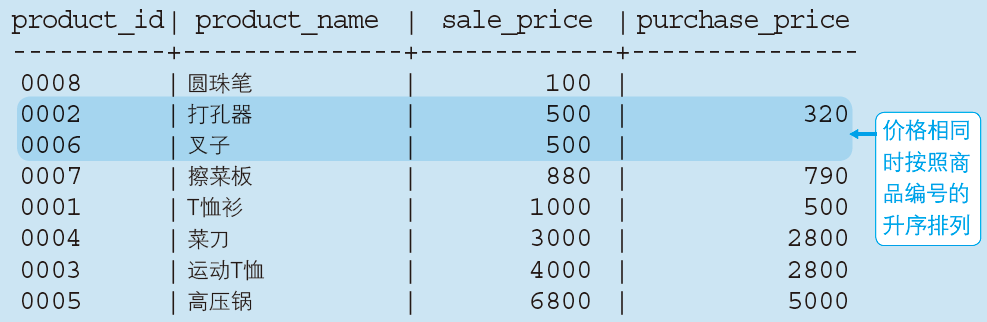 product_id| product_name | sale_price |purchase_price
----------+--------------+------------+--------------
0008 |圆珠笔 | 100 |
0002 |打孔器 | 500 | 320
0006 |叉子 | 500 |
0007 |擦菜板 | 880 | 790
0001 |T恤衫 | 1000 | 500
0004 |菜刀 | 3000 | 2800
0003 |运动T恤 | 4000 | 2800
0005 |高压锅 | 6800 | 5000
价格相同
时按照商
品编号的
升序排列